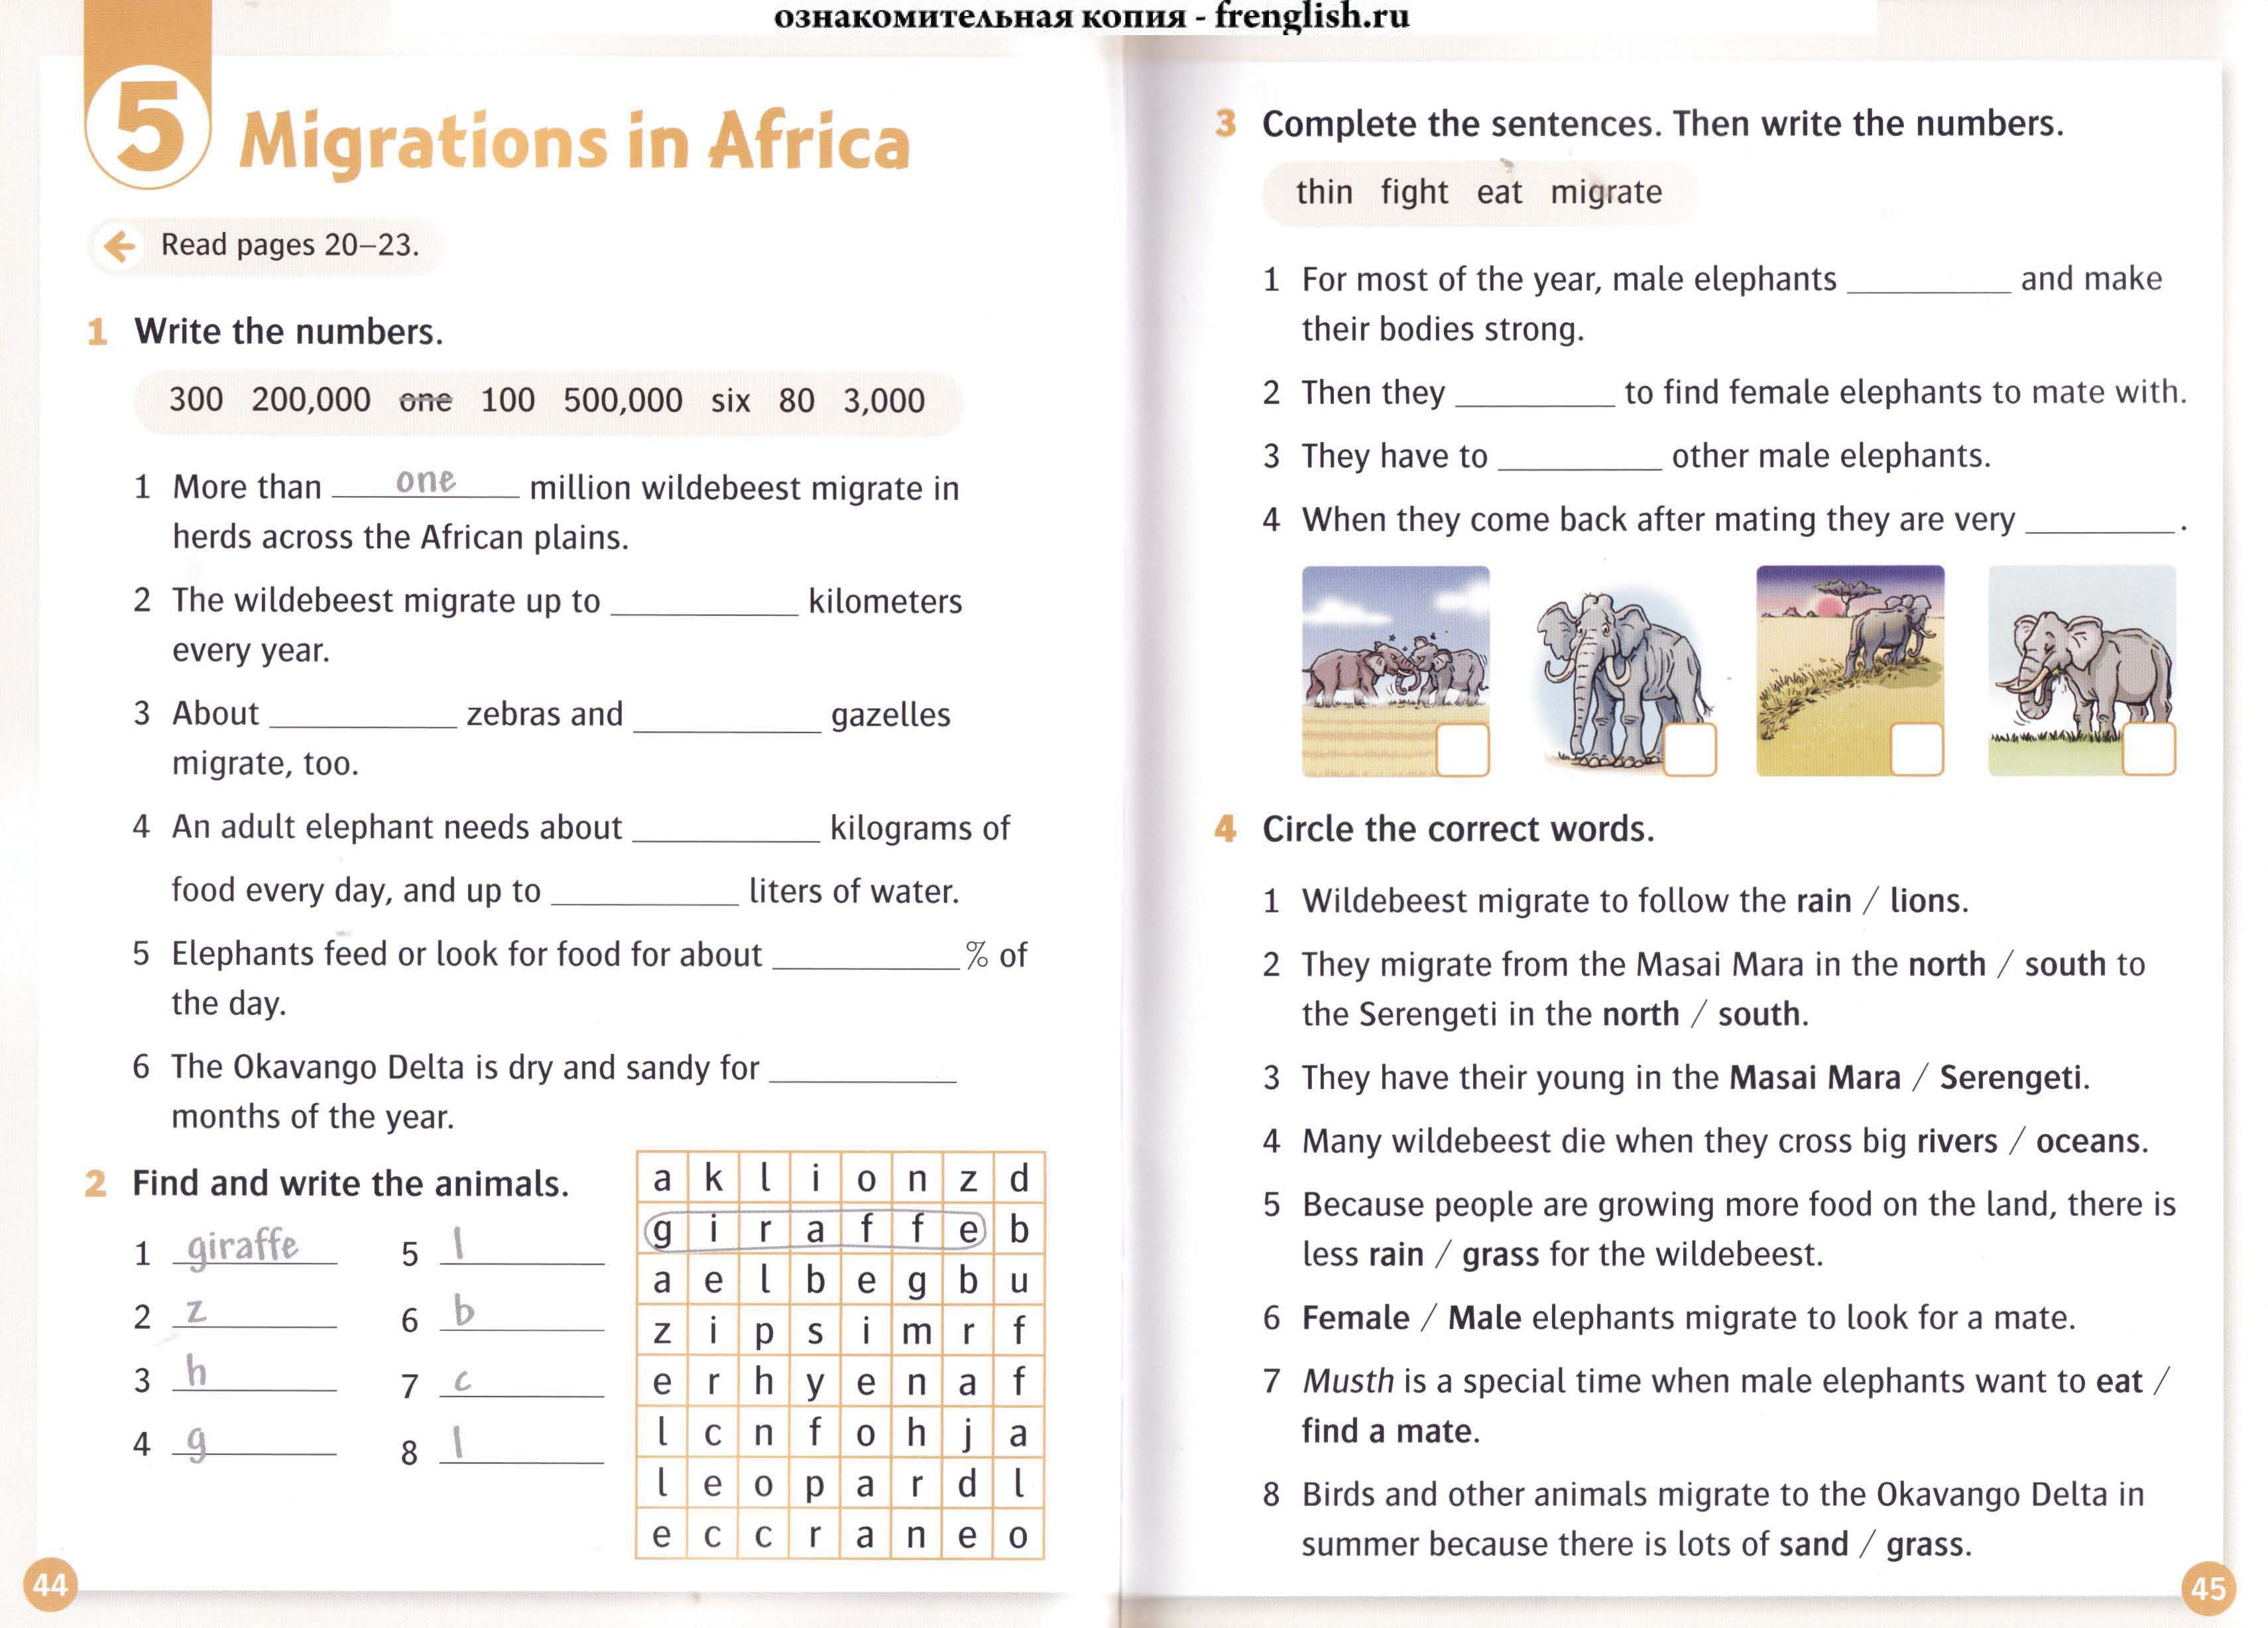 ознакомительная копия - frenglish.ru
5 Migrations in Africa
Read pages 20–23.
1 Write the numbers.
300 200,000 one 100 500,000 six 80 3,000
1 More than one million wildebeest migrate in
herds across the African plains.
2 The wildebeest migrate up to __________ kilometers
every year.
3 About __________ zebras and __________ gazelles
migrate, too.
4 An adult elephant needs about __________ kilograms of
food every day, and up to __________ liters of water.
5 Elephants feed or look for food for about __________ % of
the day.
6 The Okavango Delta is dry and sandy for __________
months of the year.
2 Find and write the animals.
1 giraffe 5 l
2 z 6 b
3 h 7 c
4 g 8 l
a k l i o n z d
g i r a f f e b
a e l b e g b u
z i p s i m r f
e r h y e n a f
l c n f o h j a
l e o p a r d l
e c c r a n e o
44
3 Complete the sentences. Then write the numbers.
thin fight eat migrate
1 For most of the year, male elephants __________ and make
their bodies strong.
2 Then they __________ to find female elephants to mate with.
3 They have to __________ other male elephants.
4 When they come back after mating they are very __________ .
4 Circle the correct words.
1 Wildebeest migrate to follow the rain / lions.
2 They migrate from the Masai Mara in the north / south to
the Serengeti in the north / south.
3 They have their young in the Masai Mara / Serengeti.
4 Many wildebeest die when they cross big rivers / oceans.
5 Because people are growing more food on the land, there is
less rain / grass for the wildebeest.
6 Female / Male elephants migrate to look for a mate.
7 Musth is a special time when male elephants want to eat /
find a mate.
8 Birds and other animals migrate to the Okavango Delta in
summer because there is lots of sand / grass.
45